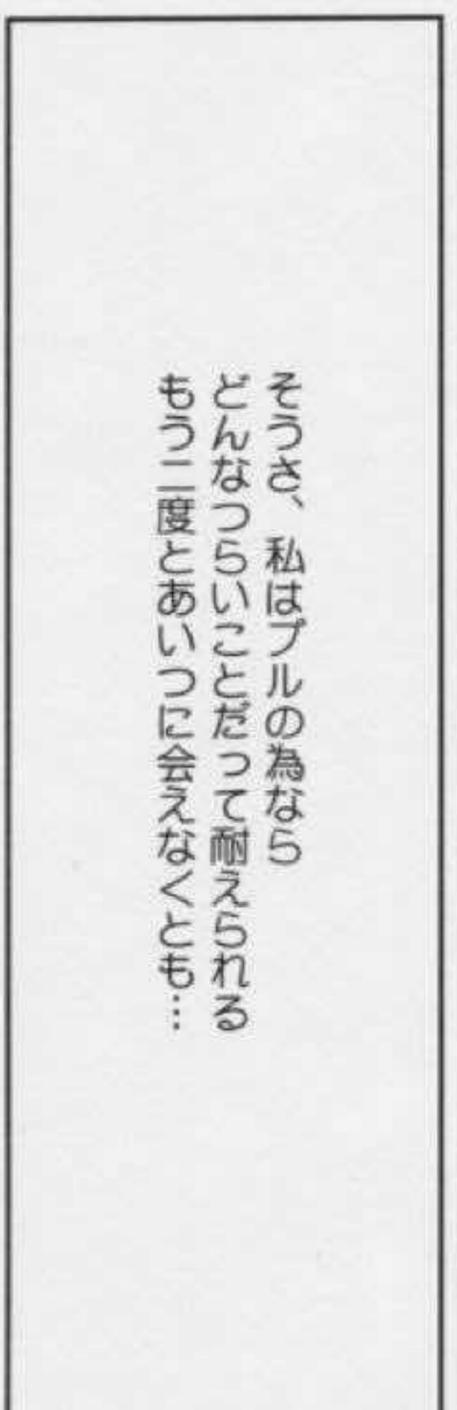 そうさ、私はプルの為なら
どんなつらいことだって耐えられる
もう二度とあいつに会えなくとも…